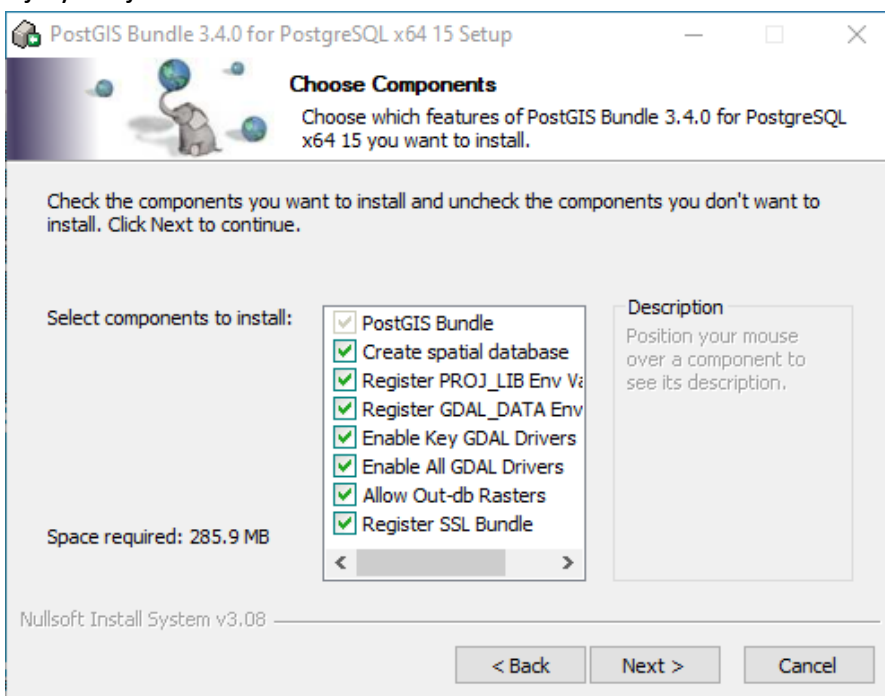 PostGIS Bundle 3.4.0 for PostgreSQL x64 15 Setup
Choose Components
Choose which features of PostGIS Bundle 3.4.0 for PostgreSQL
x64 15 you want to install.
Check the components you want to install and uncheck the components you don't want to
install. Click Next to continue.
Select components to install:
PostGIS Bundle
Create spatial database
Register PROJ_LIB Env Va
Register GDAL_DATA Env
Enable Key GDAL Drivers
Enable All GDAL Drivers
Allow Out-db Rasters
Register SSL Bundle
Description
Position your mouse
over a component to
see its description.
Space required: 285.9 MB
Nullsoft Install System v3.08
< Back
Next >
Cancel